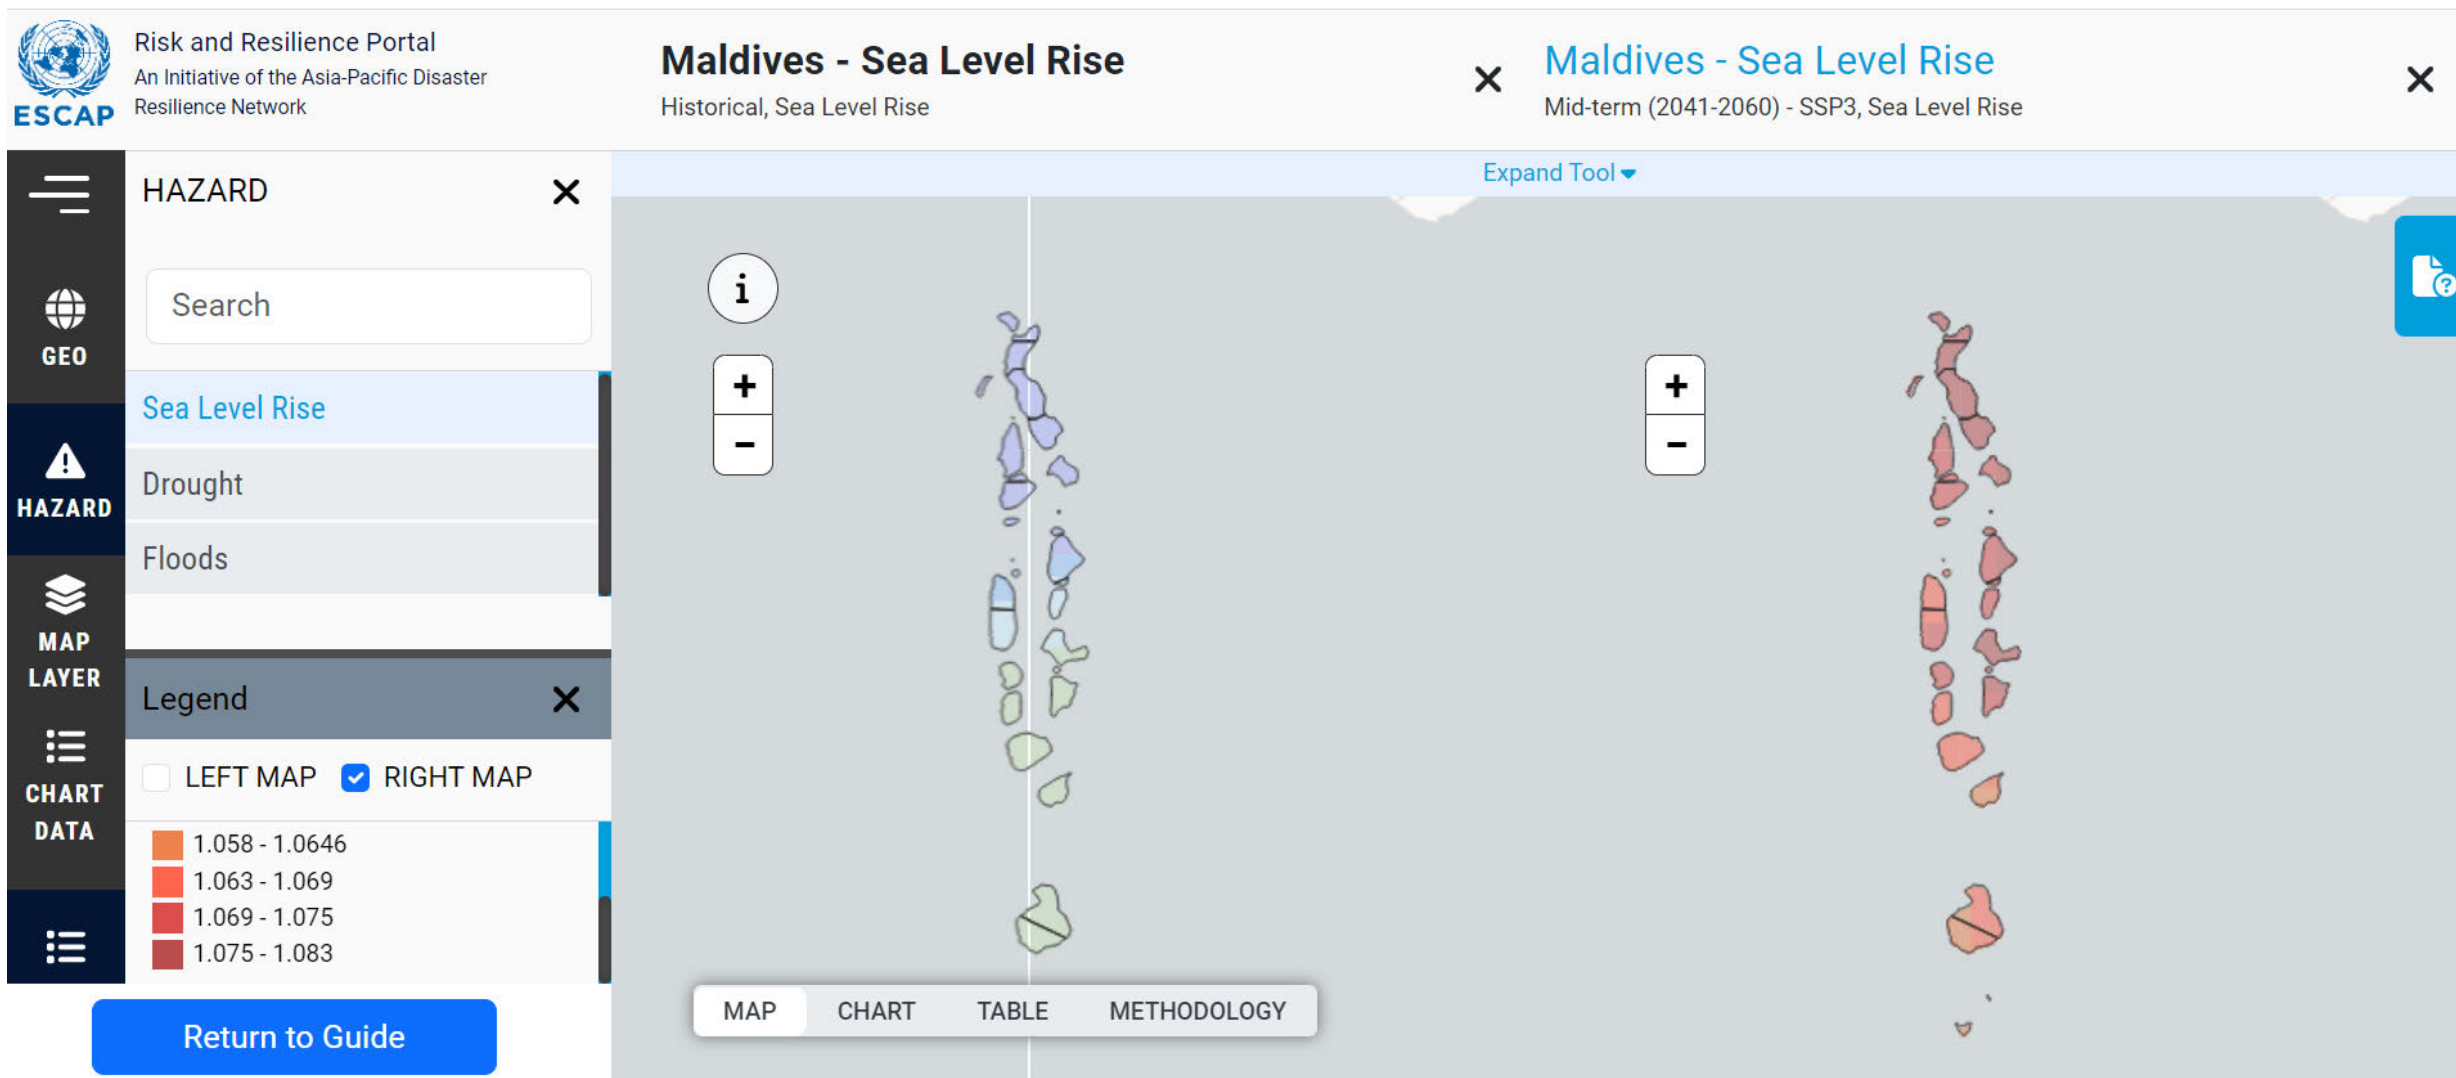 ESCAP
Risk and Resilience Portal
An Initiative of the Asia-Pacific Disaster
Resilience Network
Maldives - Sea Level Rise
Historical, Sea Level Rise
Maldives - Sea Level Rise
Mid-term (2041-2060) - SSP3, Sea Level Rise
Expand Tool
GEO
HAZARD
MAP
LAYER
CHART
DATA
HAZARD
Search
Sea Level Rise
Drought
Floods
Legend
LEFT MAP
RIGHT MAP
1.058 - 1.0646
1.063 - 1.069
1.069 - 1.075
1.075 - 1.083
Return to Guide
i
+
-
+
-
?
MAP
CHART
TABLE
METHODOLOGY